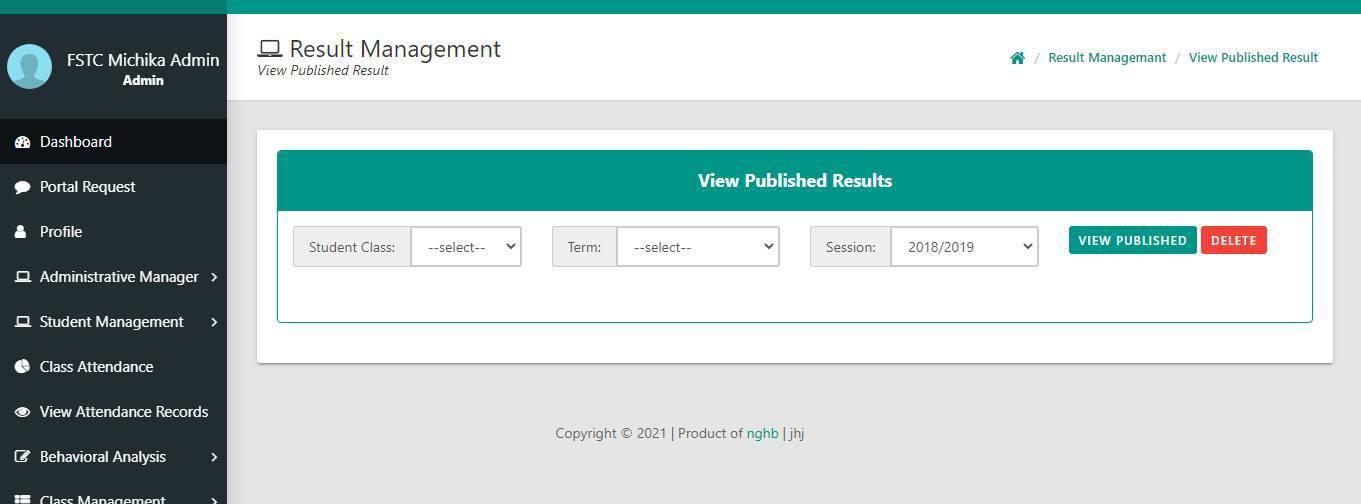 FSTC Michika Admin
Admin
Dashboard
Portal Request
Profile
Administrative Manager
Student Management
Class Attendance
View Attendance Records
Behavioral Analysis
Class Management
Result Management
View Published Result
/ Result Managemant / View Published Result
View Published Results
Student Class: --select-- Term: --select-- Session: 2018/2019 VIEW PUBLISHED DELETE
Copyright © 2021 | Product of nghb | jhj